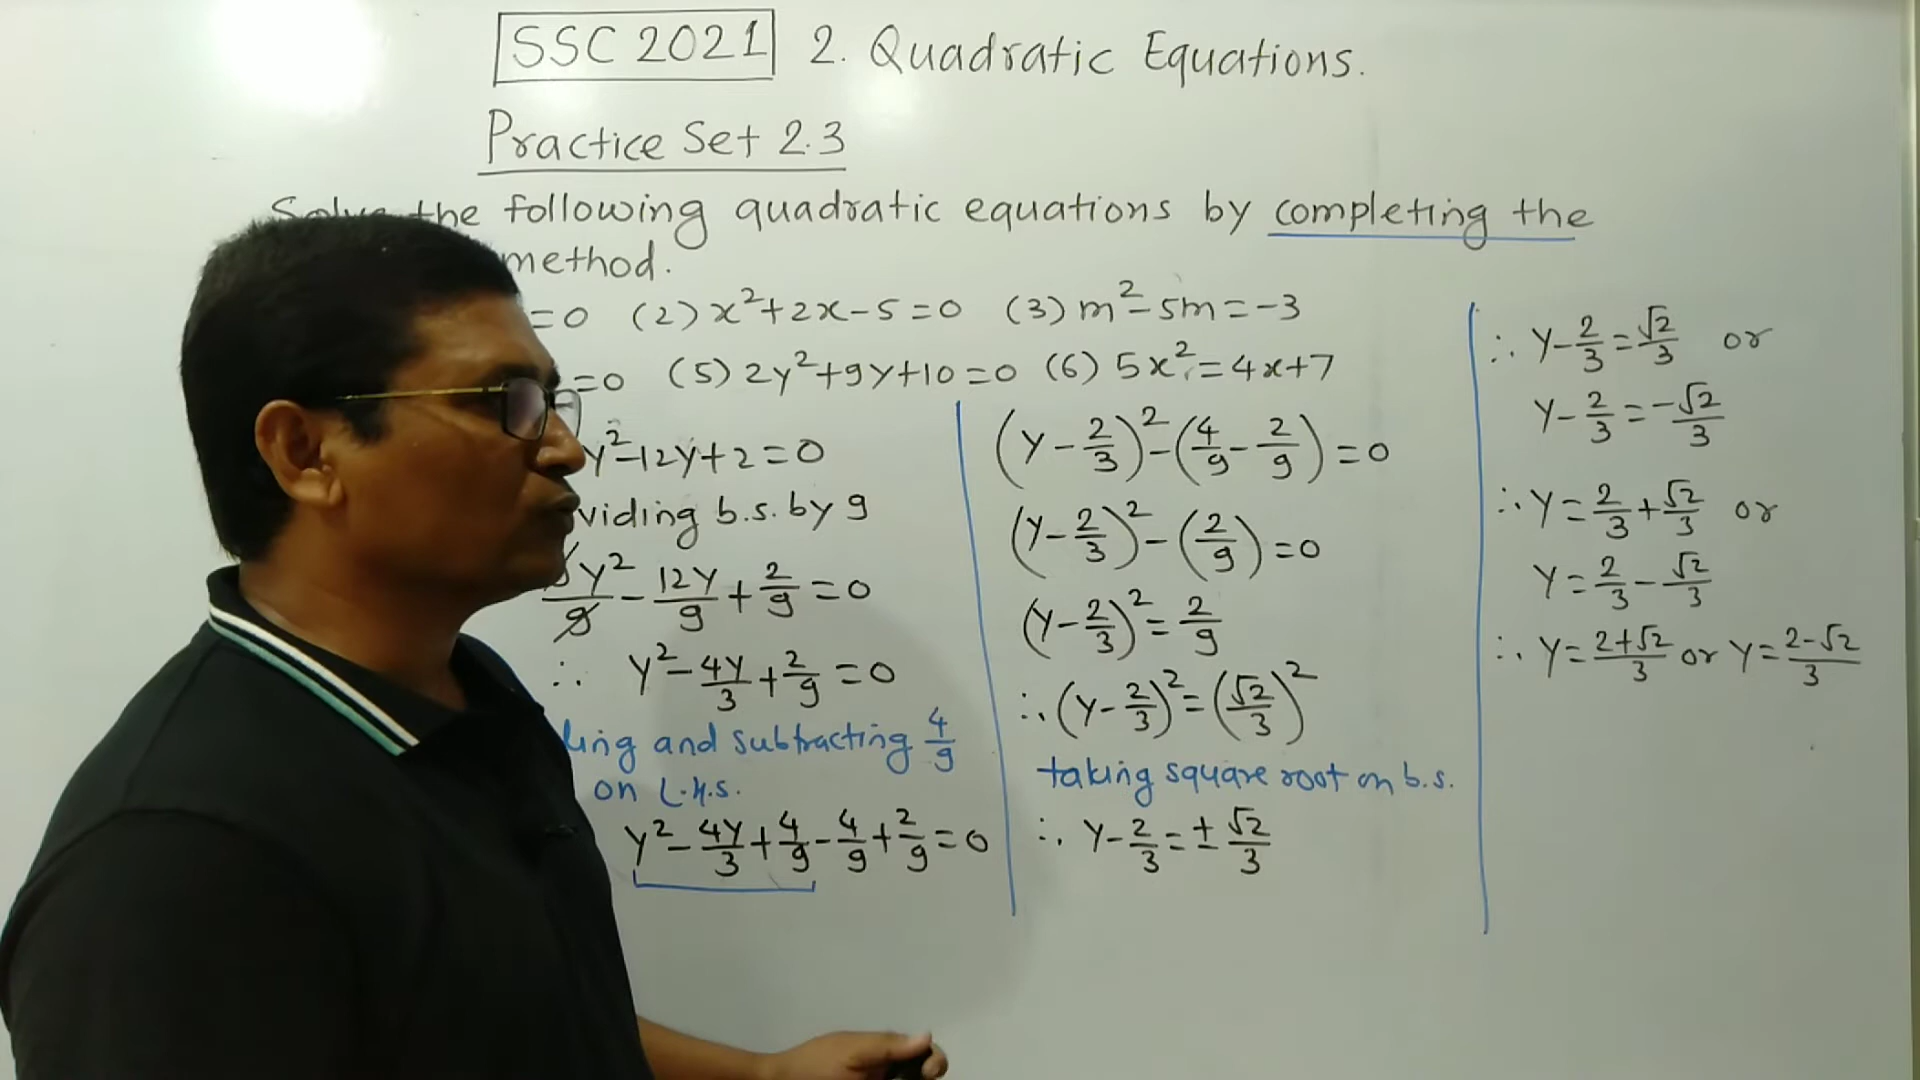 SSC 2021 2. Quadratic Equations.
Practice Set 2.3
Solve the following quadratic equations by completing the
method.
=0 (2) x²+2x-5=0 (3) m²-5m=-3
=0 (5) 2y²+9y+10=0 (6) 5x²=4x+7
y²-12y+2=0
viding b.s. by 9
y²/9 - 12y/9 + 2/9 = 0
∴ y² - 4y/3 + 2/9 = 0
ing and subtracting 4/9
on L.H.S.
y² - 4y/3 + 4/9 - 4/9 + 2/9 = 0
(y - 2/3)² - (4/9 - 2/9) = 0
(y - 2/3)² - (2/9) = 0
(y - 2/3)² = 2/9
∴ (y - 2/3)² = (√2/3)²
taking square root on b.s.
∴ y - 2/3 = ± √2/3
∴ y - 2/3 = √2/3 or
y - 2/3 = -√2/3
∴ y = 2/3 + √2/3 or
y = 2/3 - √2/3
∴ y = 2+√2/3 or y = 2-√2/3